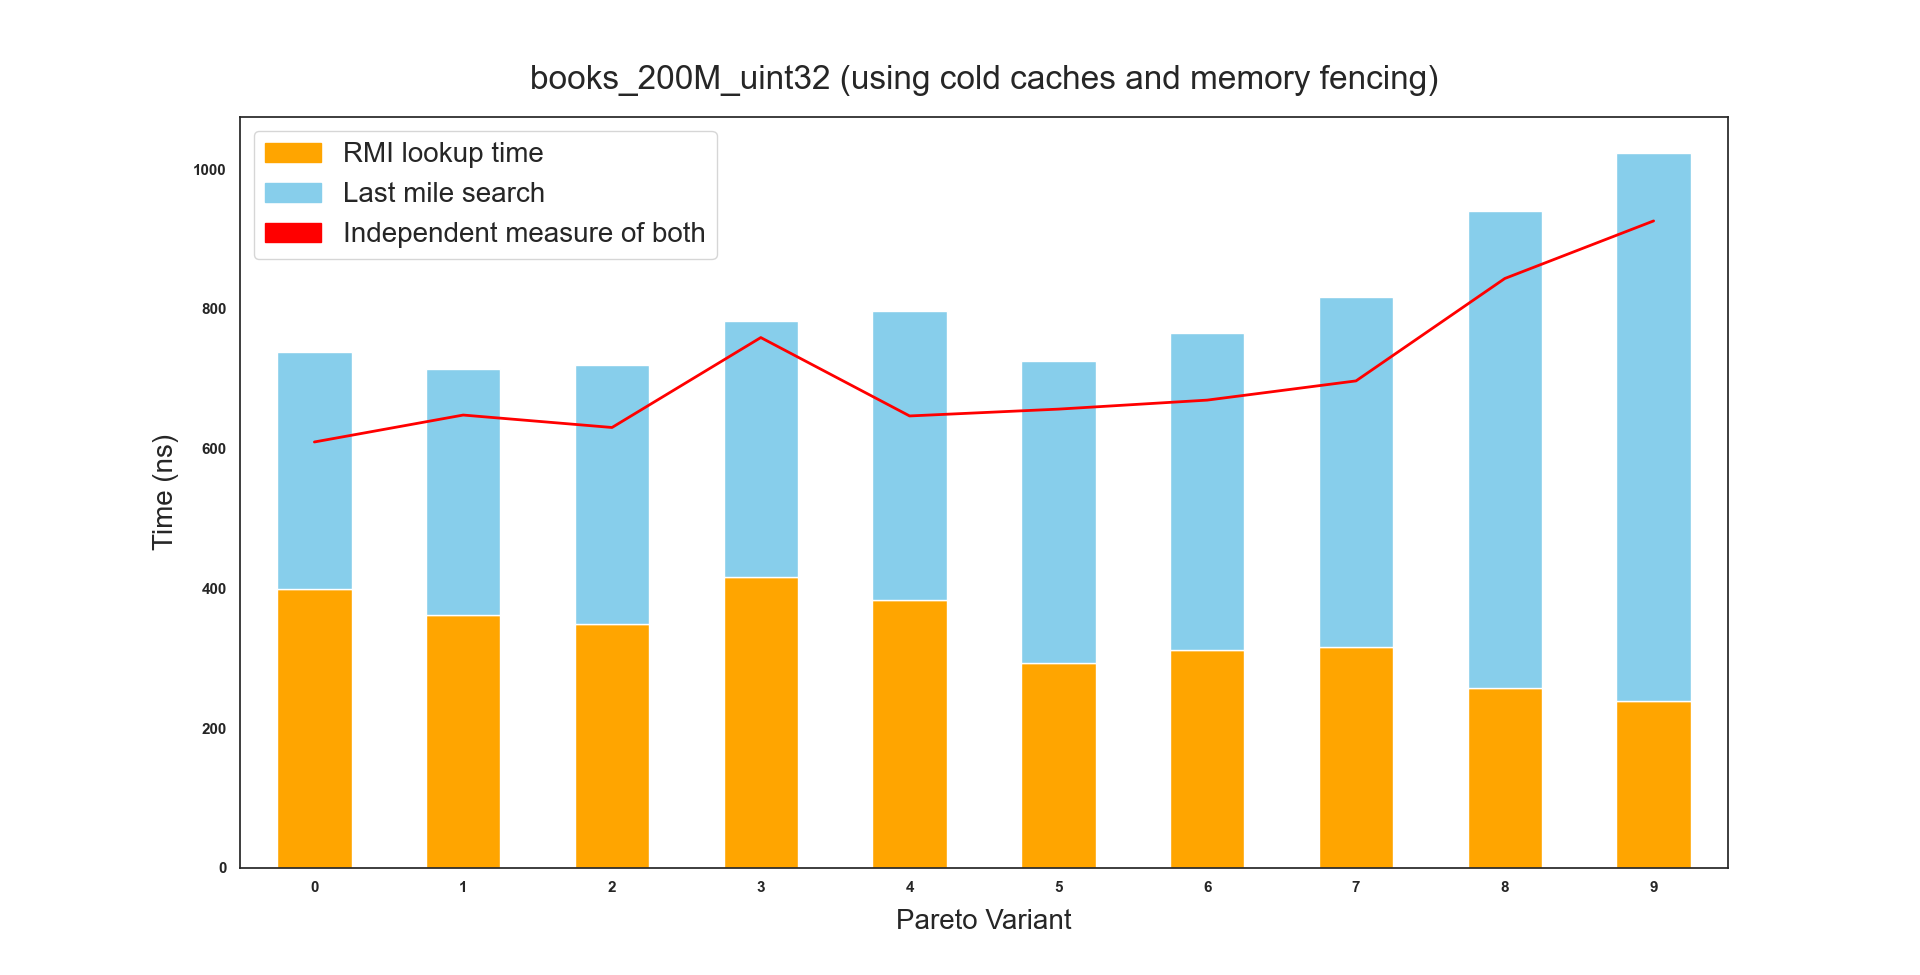 books_200M_uint32 (using cold caches and memory fencing)
RMI lookup time
Last mile search
Independent measure of both
1000
800
600
400
200
0
Time (ns)
0 1 2 3 4 5 6 7 8 9
Pareto Variant